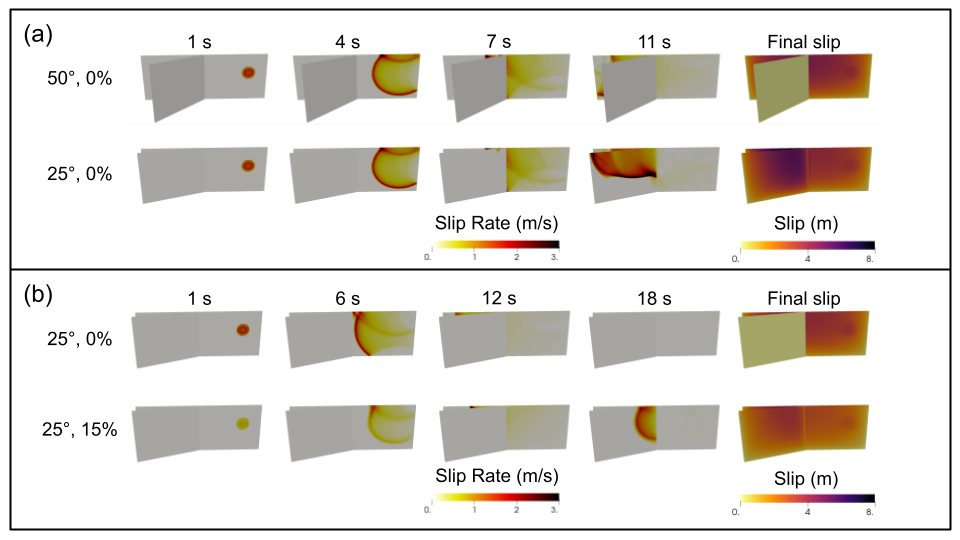 (a)
1 s 4 s 7 s 11 s Final slip
50°, 0%
25°, 0%
Slip Rate (m/s) Slip (m)
0. 1 2 3. 0. 4 8.
(b)
1 s 6 s 12 s 18 s Final slip
25°, 0%
25°, 15%
Slip Rate (m/s) Slip (m)
0. 1 2 3. 0. 4 8.